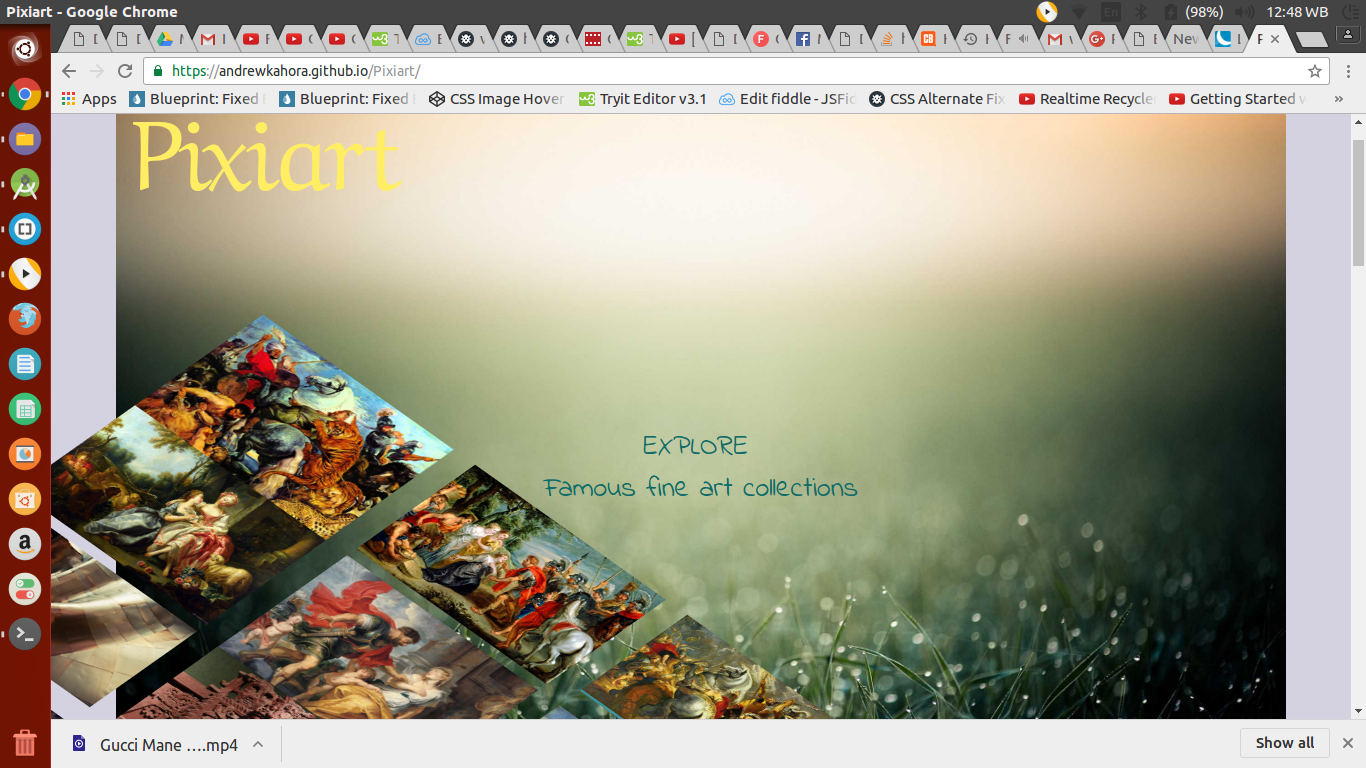 Pixiart - Google Chrome
En (98%) 12:48 WB
New
https://andrewkahora.github.io/Pixiart/
Apps Blueprint: Fixed Blueprint: Fixed CSS Image Hover Tryit Editor v3.1 Edit fiddle - JSFid CSS Alternate Fix Realtime Recycle Getting Started
Pixiart
EXPLORE
Famous fine art collections
Gucci Mane ....mp4 Show all